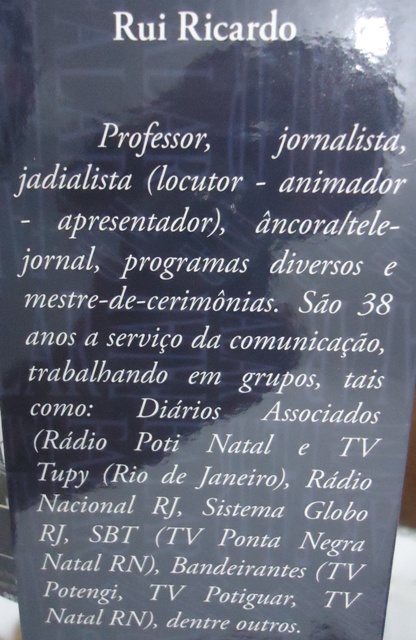 Rui Ricardo
Professor, jornalista,
jadialista (locutor - animador
- apresentador), âncora/tele-
jornal, programas diversos e
mestre-de-cerimônias. São 38
anos a serviço da comunicação,
trabalhando em grupos, tais
como: Diários Associados
(Rádio Poti Natal e TV
Tupy (Rio de Janeiro), Rádio
Nacional RJ, Sistema Globo
RJ, SBT (TV Ponta Negra
Natal RN), Bandeirantes (TV
Potengi, TV Potiguar, TV
Natal RN), dentre outros.